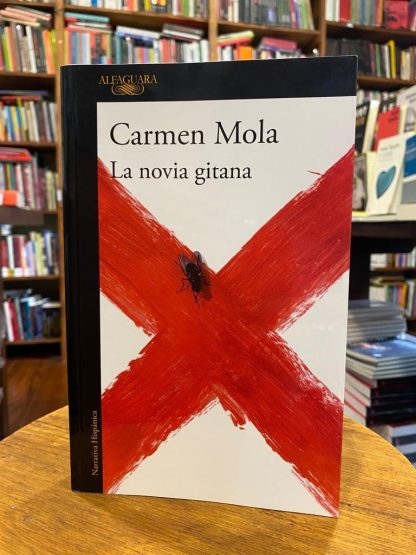 ALFAGUARA
Carmen Mola
La novia gitana
Narrativa Hispánica